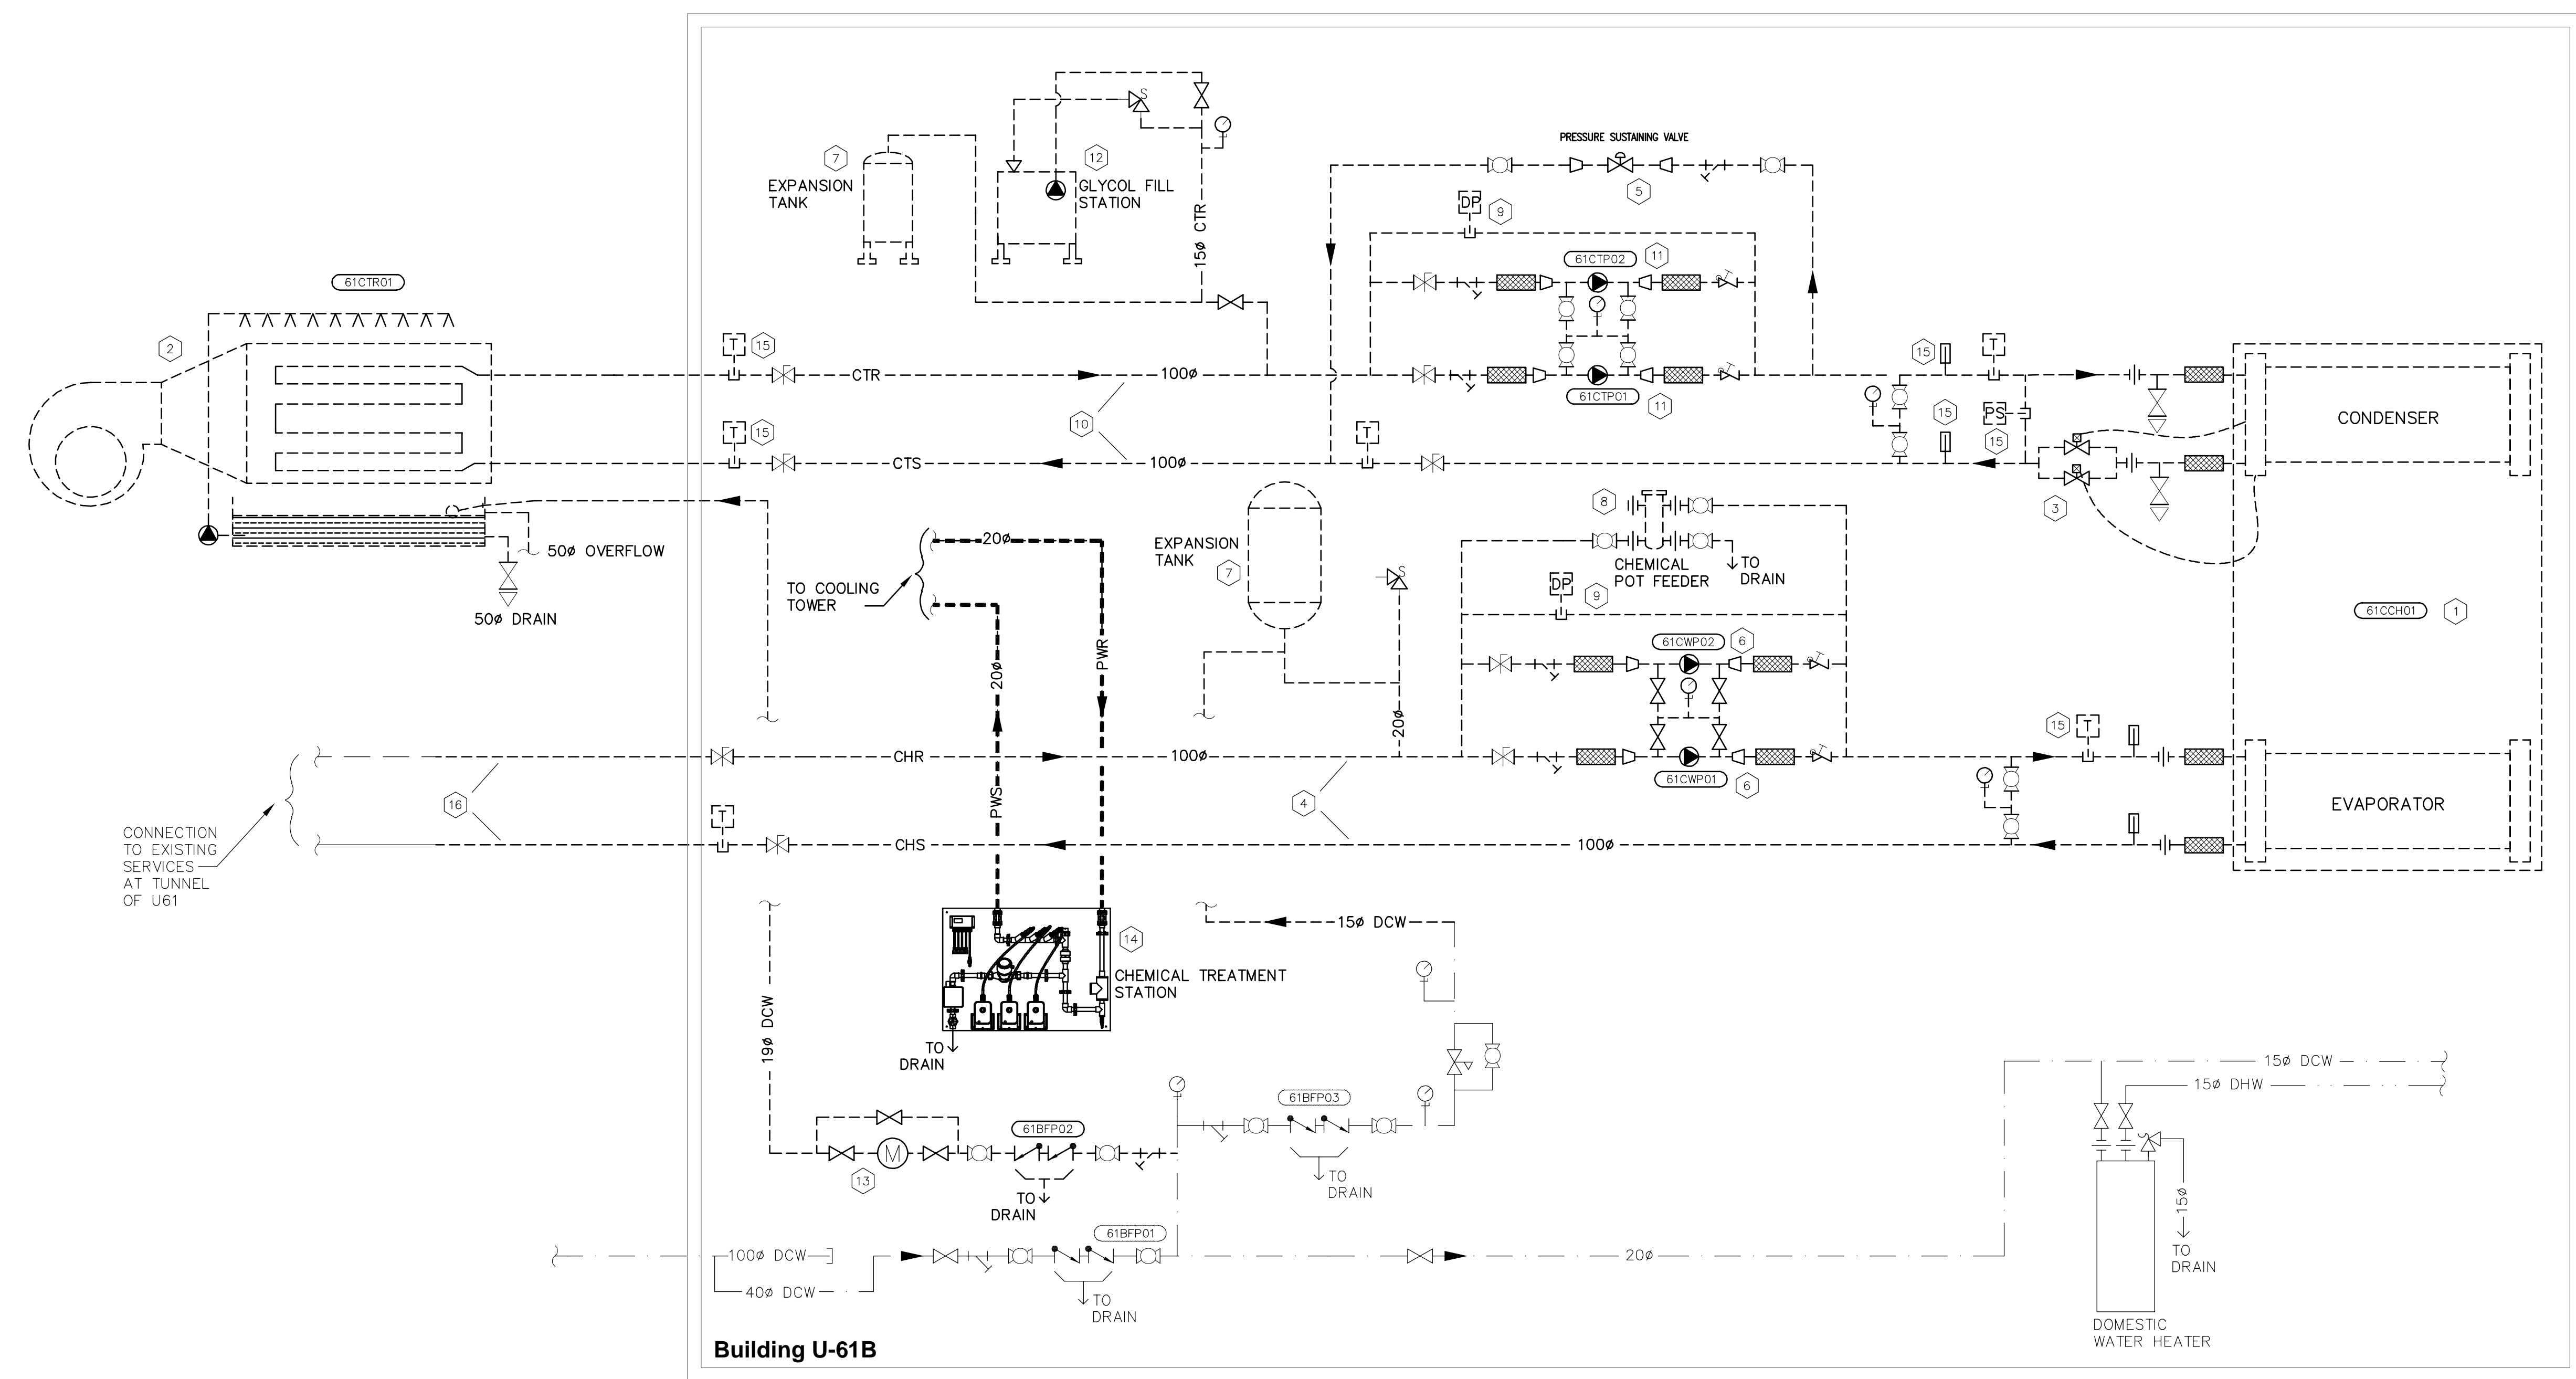 PRESSURE SUSTAINING VALVE
5
7
EXPANSION
TANK
12
GLYCOL FILL
STATION
S
15ø CTR
DP
9
61CTP02
11
61CTP01
11
61CTR01
2
T
15
CTR
100ø
T
15
CTS
10
100ø
T
15
T
15
PS
15
3
CONDENSER
50ø OVERFLOW
50ø DRAIN
TO COOLING
TOWER
20ø
20ø
PWR
PWS
EXPANSION
TANK
7
S
20ø
8
CHEMICAL
POT FEEDER
TO
DRAIN
DP
9
61CWP02
6
61CWP01
6
61CCH01
1
15
T
EVAPORATOR
CHR
100ø
4
16
T
CHS
100ø
CONNECTION
TO EXISTING
SERVICES
AT TUNNEL
OF U61
14
CHEMICAL TREATMENT
STATION
TO
DRAIN
15ø DCW
19ø DCW
M
13
61BFP02
TO
DRAIN
61BFP03
TO
DRAIN
61BFP01
TO
DRAIN
100ø DCW
40ø DCW
20ø
15ø DCW
15ø DHW
15ø
TO
DRAIN
DOMESTIC
WATER HEATER
Building U-61B